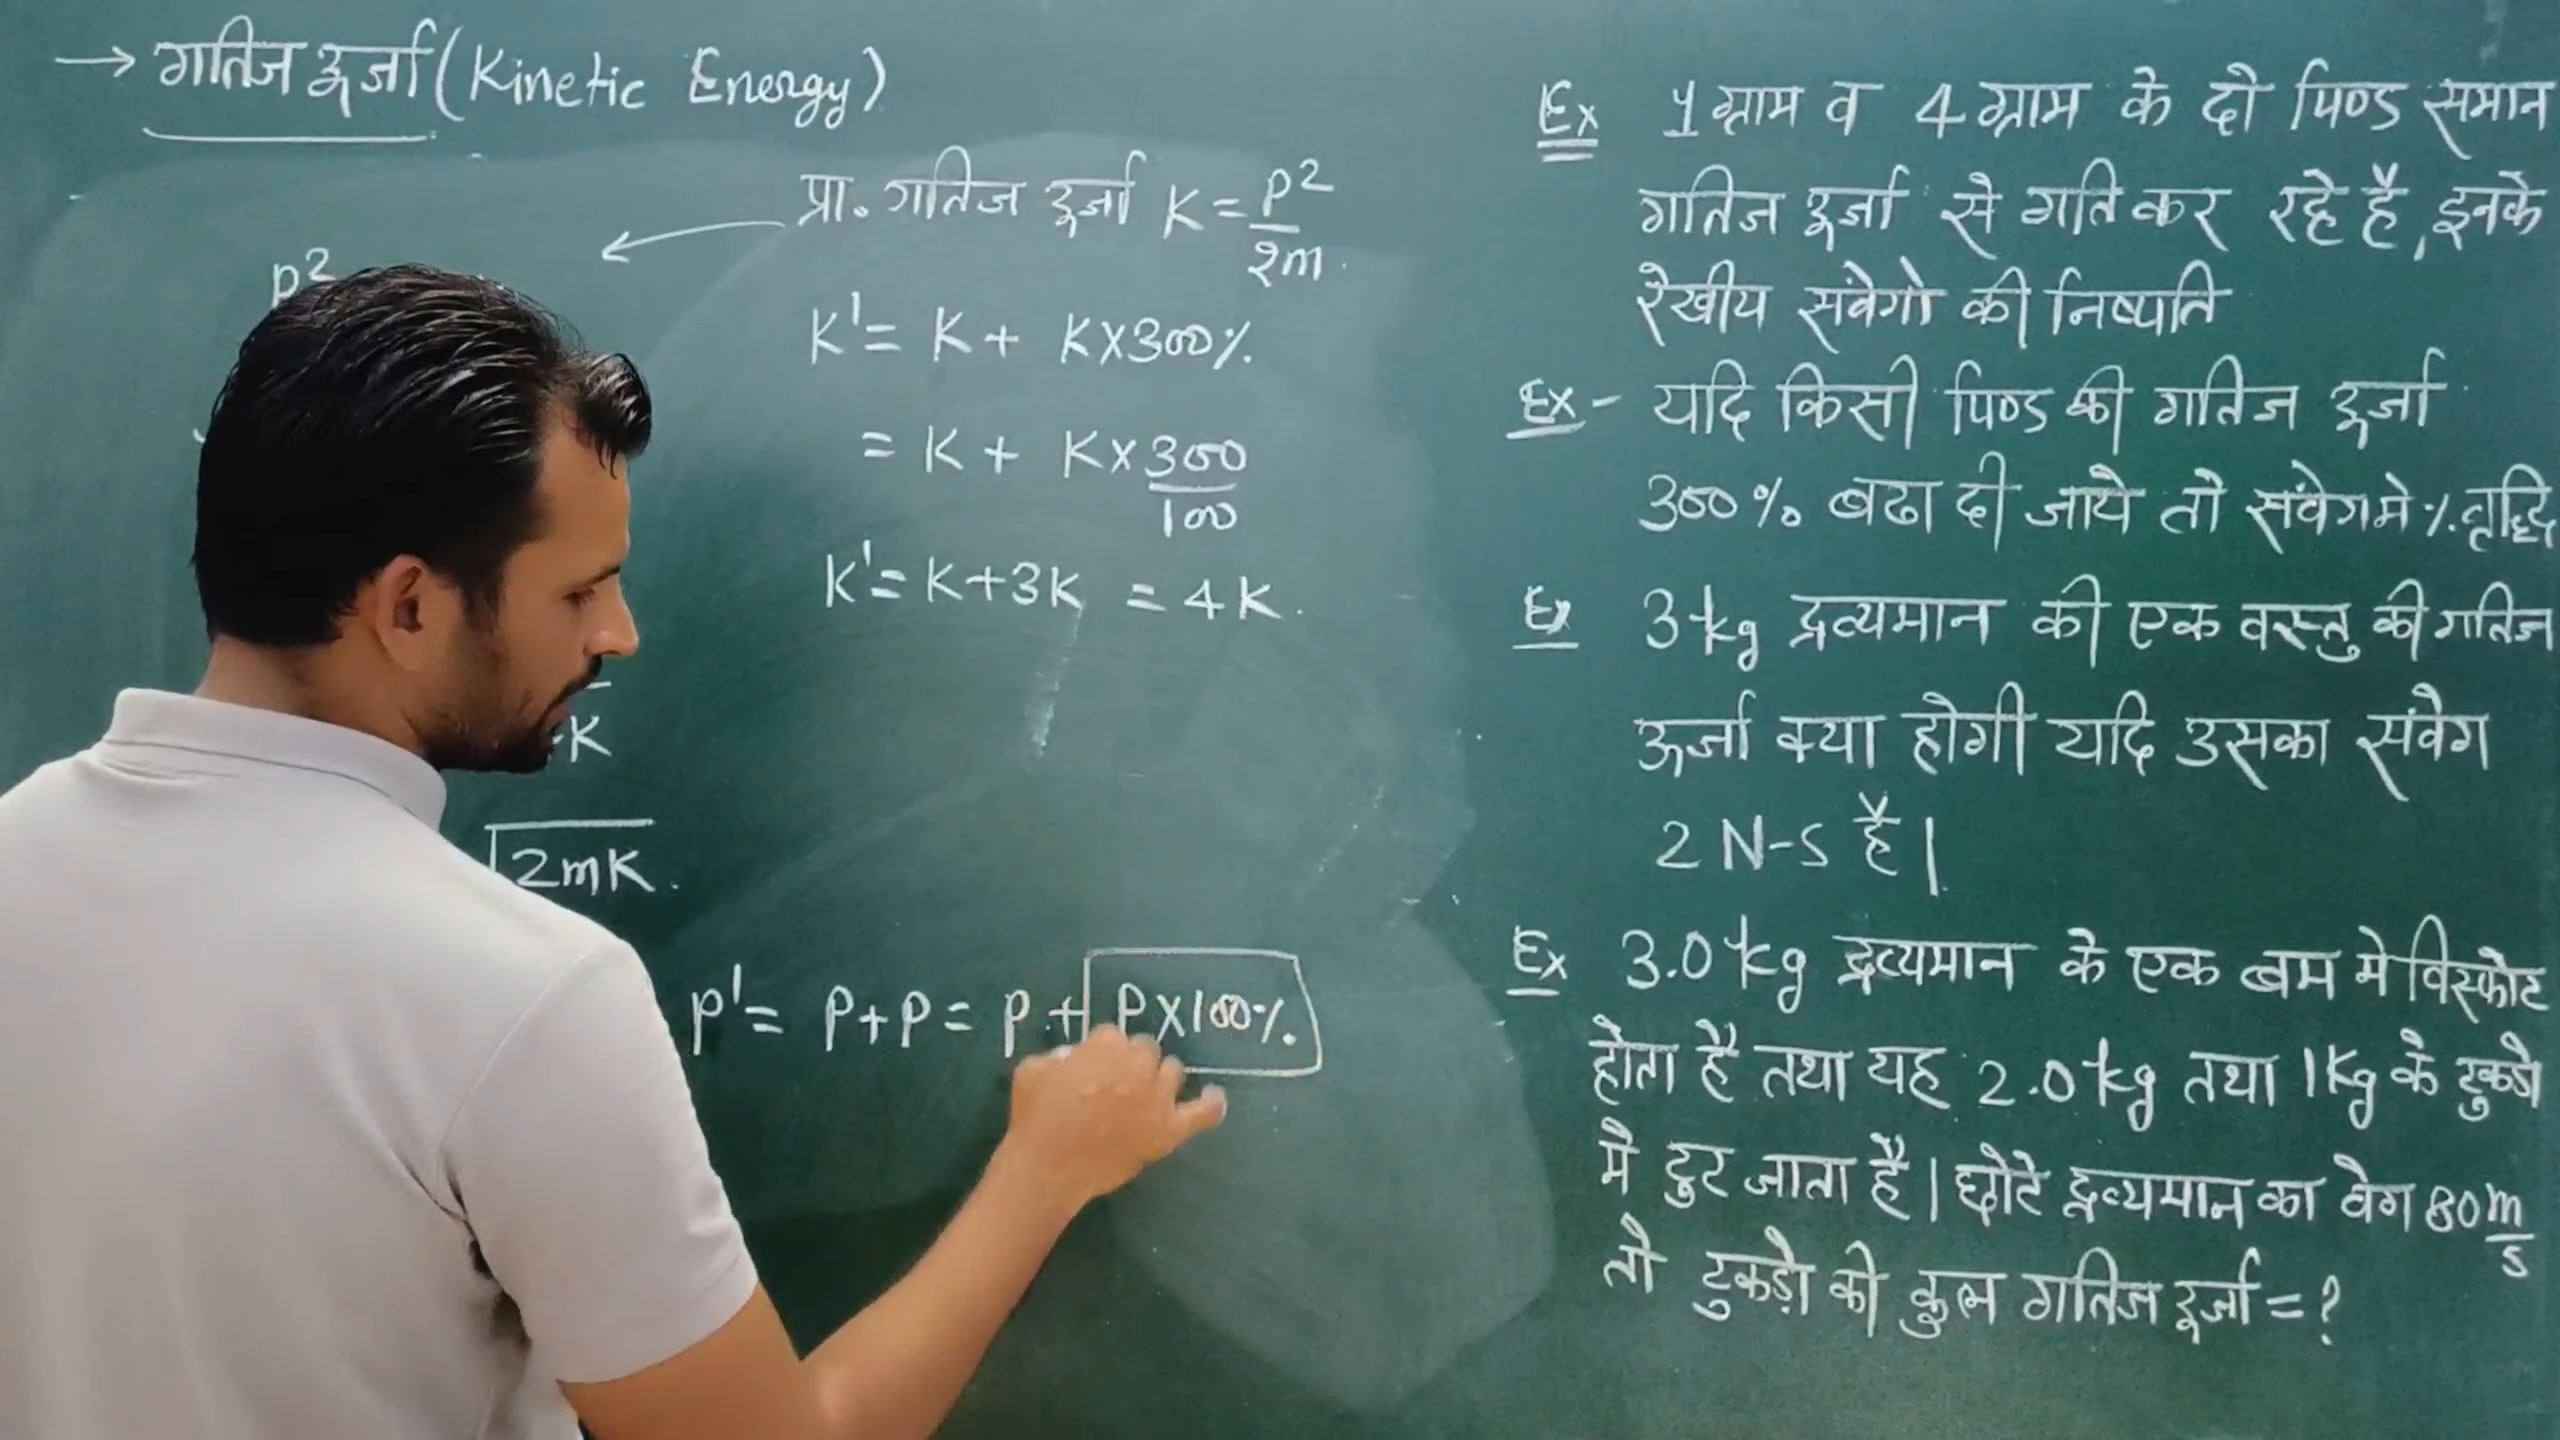 → गतिज ऊर्जा (Kinetic Energy)
प्रा. गतिज ऊर्जा K = P²/2m
P²
K' = K + K×300%
= K + K×300/100
K' = K+3K = 4K.
K
√2mK.
P' = P+P = P + P×100%.
Ex 1 ग्राम व 4 ग्राम के दो पिण्ड समान
गतिज ऊर्जा से गति कर रहे हैं, इनके
रेखीय संवेगो की निष्पति
Ex - यदि किसी पिण्ड की गतिज ऊर्जा
300% बढा दी जाये तो संवेग मे %. वृद्धि
Ex 3 kg द्रव्यमान की एक वस्तु की गतिज
ऊर्जा क्या होगी यदि उसका संवेग
2 N-S है |
Ex 3.0 kg द्रव्यमान के एक बम मे विस्फोट
होता है तथा यह 2.0 kg तथा 1Kg के टुकडो
मे टुट जाता है | छोटे द्रव्यमान का वेग 80 m/s
तो टुकड़ो की कुल गतिज ऊर्जा = ?